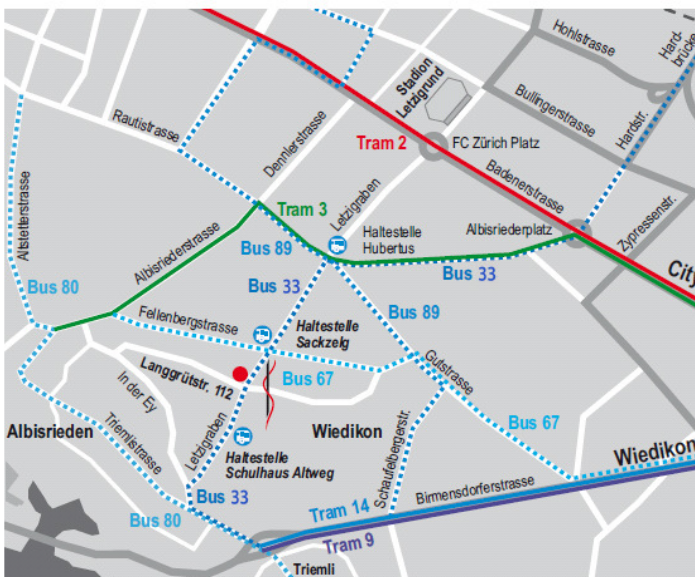 Hohlstrasse
Hard-
brücke
Stadion
Letzigrund
Bullingerstrasse
Hardstr.
Rautistrasse
Dennlerstrasse
Tram 2
FC Zürich Platz
Badenerstrasse
Zypressenstr.
Altstetterstrasse
Tram 3
Letzigraben
Haltestelle
Hubertus
Albisriederplatz
Albisriederstrasse
Bus 89
Bus 33
Bus 33
City
Bus 80
Bus 89
Fellenbergstrasse
Haltestelle
Sackzelg
Langgrütstr. 112
Bus 67
Gutstrasse
In der Ey
Bus 67
Albisrieden
Triemlistrasse
Letzigraben
Wiedikon
Haltestelle
Schulhaus Altweg
Schaufelbergerstr.
Wiedikon
Bus 33
Birmensdorferstrasse
Bus 80
Tram 14
Tram 9
Triemli